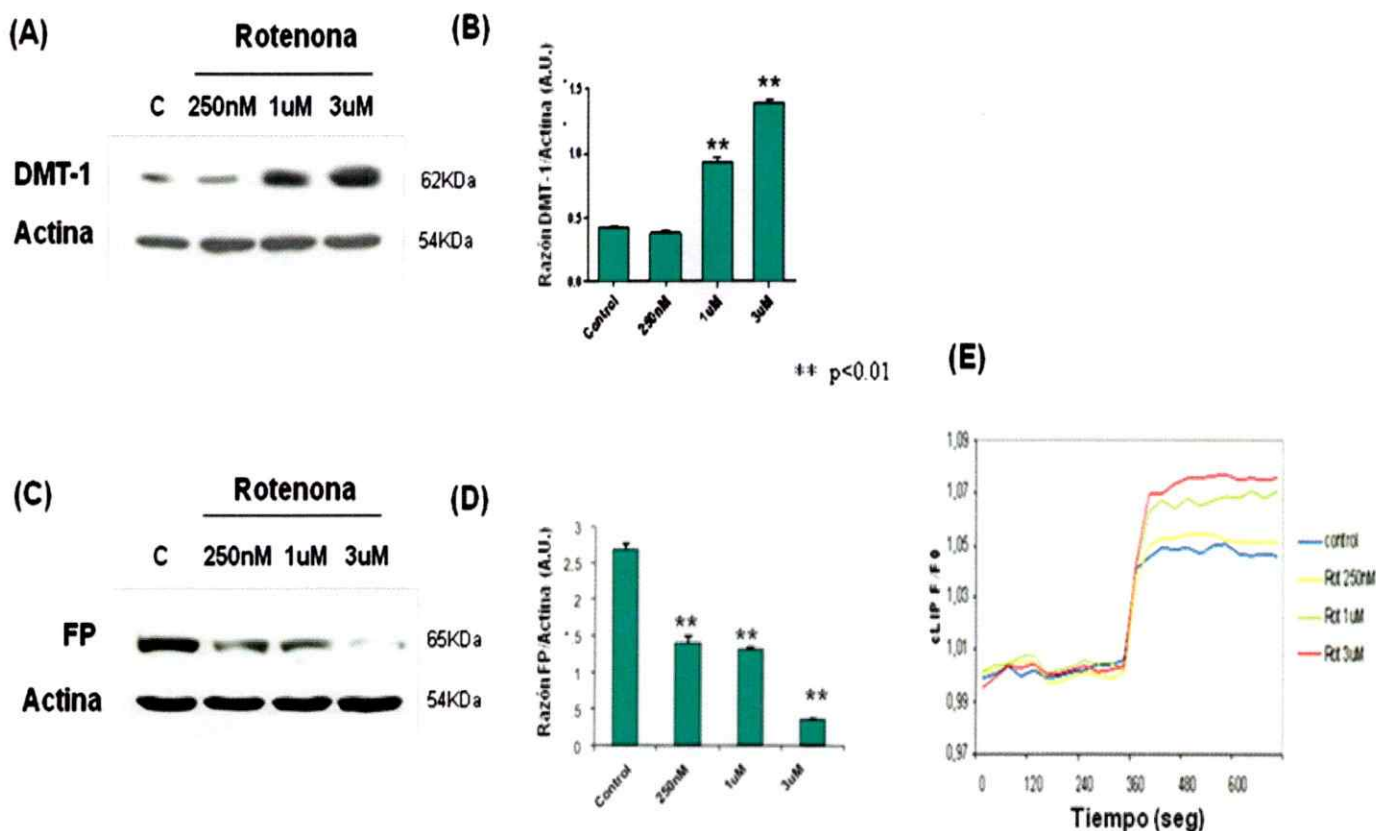 (A)
Rotenona
C 250nM 1uM 3uM
DMT-1
62KDa
Actina
54KDa
(B)
Razón DMT-1/Actina (A.U.)
1.5
1.0
0.5
0.0
**
**
Control
250nM
1uM
3uM
** p<0.01
(C)
Rotenona
C 250nM 1uM 3uM
FP
65KDa
Actina
54KDa
(D)
Razón FP/Actina (A.U.)
3
2.5
2
1.5
1
5
0
**
**
**
Control
250nM
1uM
3uM
(E)
cLIP F/F0
1,09
1,07
1,05
1,03
1,01
0,99
0,97
0 120 240 360 480 600
Tiempo (seg)
control
Rot 250nM
Rot 1uM
Rot 3uM